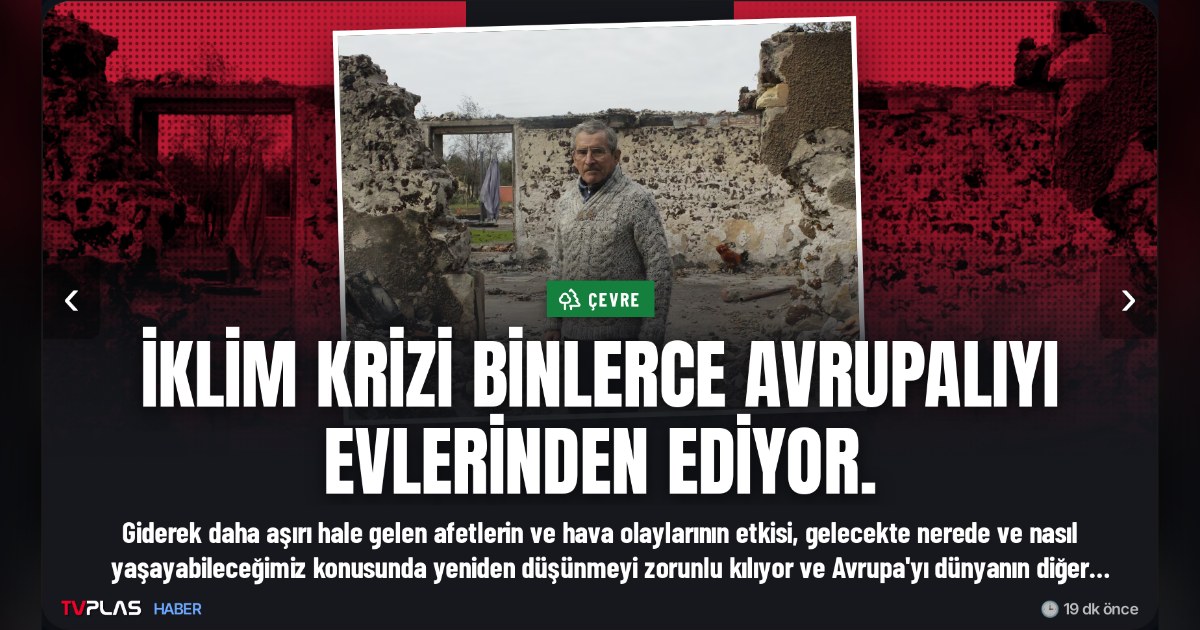 ÇEVRE
İKLİM KRİZİ BİNLERCE AVRUPALIYI
EVLERİNDEN EDİYOR.
Giderek daha aşırı hale gelen afetlerin ve hava olaylarının etkisi, gelecekte nerede ve nasıl
yaşayabileceğimiz konusunda yeniden düşünmeyi zorunlu kılıyor ve Avrupa'yı dünyanın diğer...
TVPLAS HABER
19 dk önce